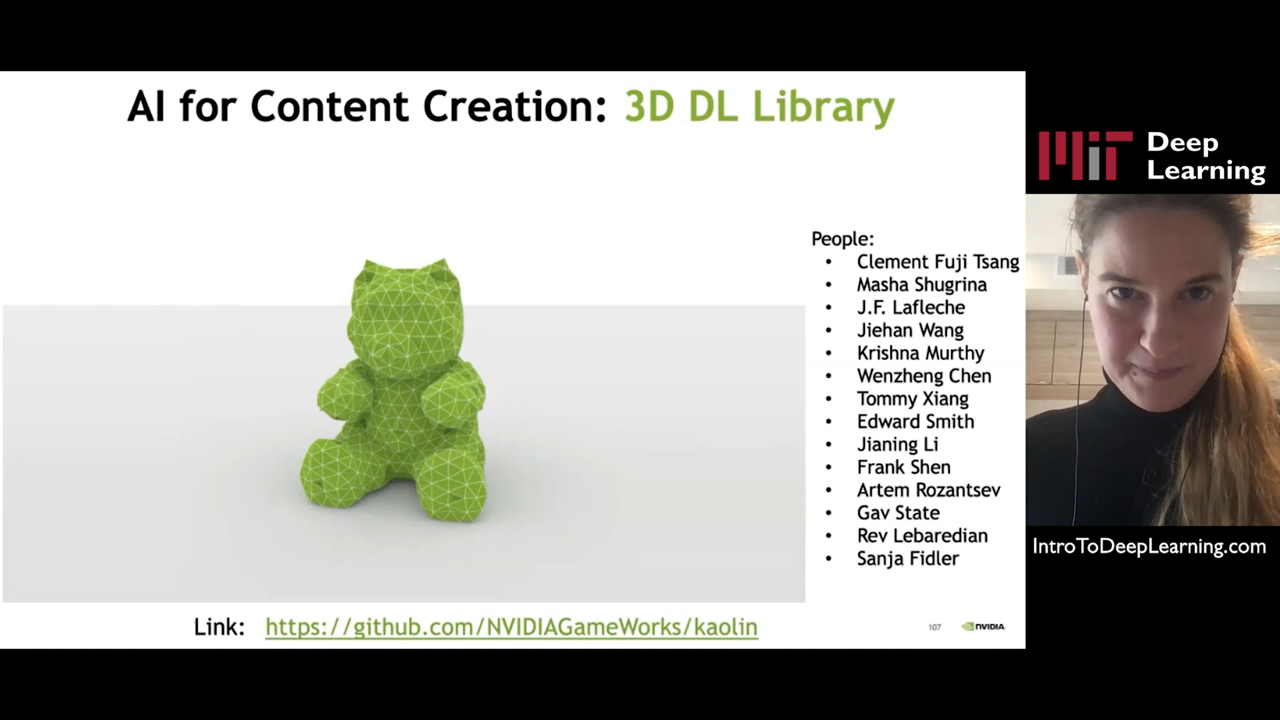 AI for Content Creation: 3D DL Library
MiT Deep
Learning
People:
• Clement Fuji Tsang
• Masha Shugrina
• J.F. Lafleche
• Jiehan Wang
• Krishna Murthy
• Wenzheng Chen
• Tommy Xiang
• Edward Smith
• Jianing Li
• Frank Shen
• Artem Rozantsev
• Gav State
• Rev Lebaredian
• Sanja Fidler
IntroToDeepLearning.com
Link: https://github.com/NVIDIAGameWorks/kaolin
107 NVIDIA